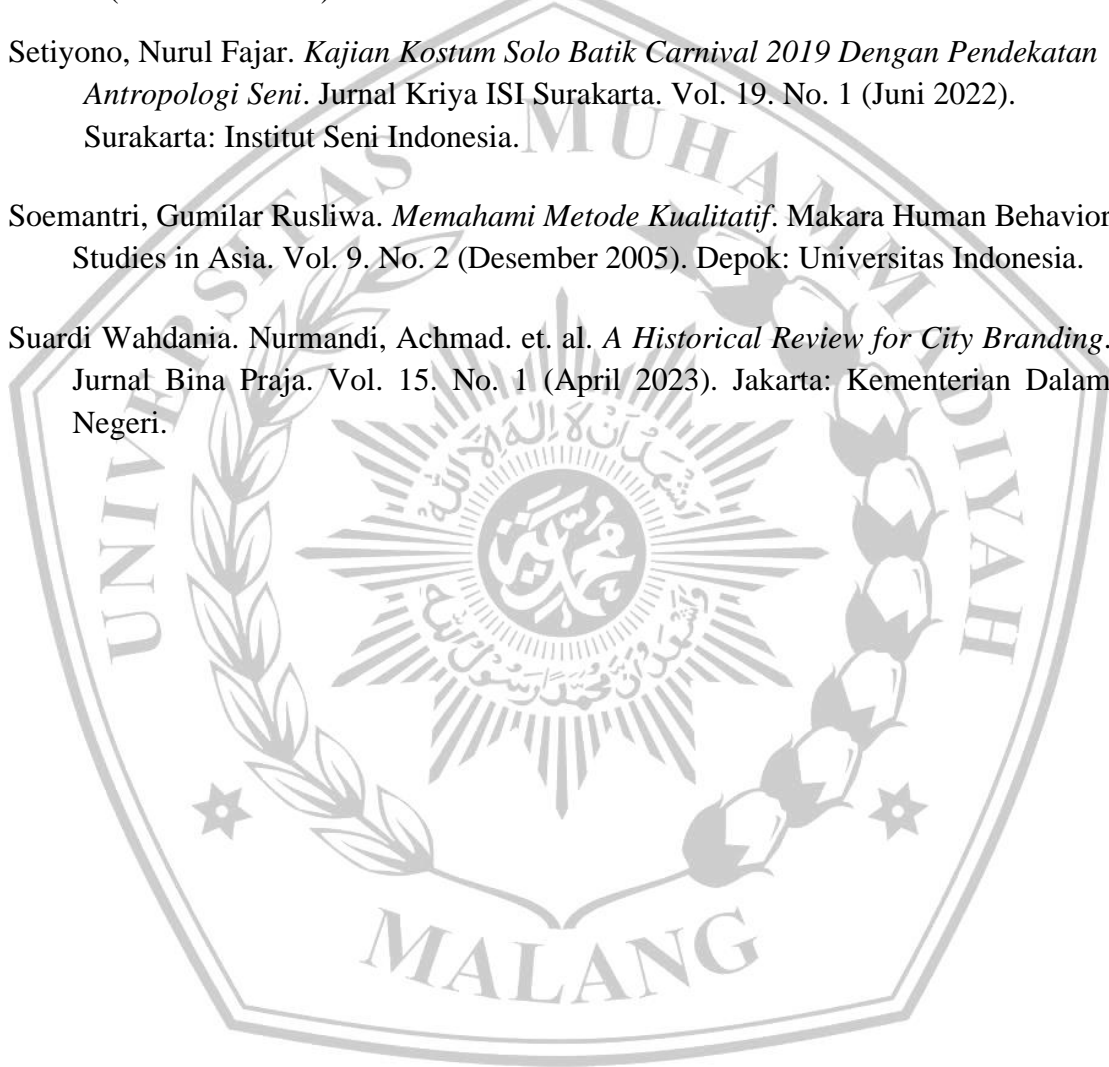 Setiyono, Nurul Fajar. Kajian Kostum Solo Batik Carnival 2019 Dengan Pendekatan
Antropologi Seni. Jurnal Kriya ISI Surakarta. Vol. 19. No. 1 (Juni 2022).
Surakarta: Institut Seni Indonesia.
Soemantri, Gumilar Rusliwa. Memahami Metode Kualitatif. Makara Human Behavior
Studies in Asia. Vol. 9. No. 2 (Desember 2005). Depok: Universitas Indonesia.
Suardi Wahdania. Nurmandi, Achmad. et. al. A Historical Review for City Branding.
Jurnal Bina Praja. Vol. 15. No. 1 (April 2023). Jakarta: Kementerian Dalam
Negeri.
UNIVERSITAS MUHAMMADIYAH
MALANG